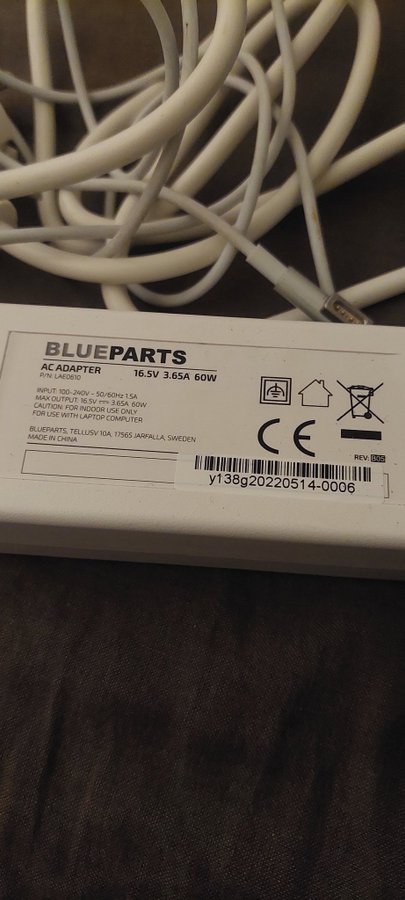 BLUEPARTS
AC ADAPTER 16.5V 3.65A 60W
P/N: LAE0610
INPUT: 100-240V ~ 50/60Hz 1.5A
MAX OUTPUT: 16.5V ⎓ 3.65A 60W
CAUTION: FOR INDOOR USE ONLY
FOR USE WITH LAPTOP COMPUTER
BLUEPARTS, TELLUSV 10A, 17565 JARFALLA, SWEDEN
MADE IN CHINA
CE
REV: B05
y138g20220514-0006